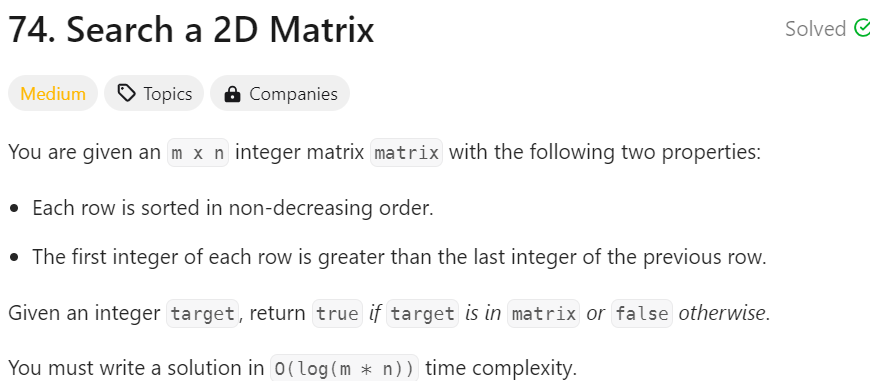 74. Search a 2D Matrix
Solved
Medium Topics Companies
You are given an m x n integer matrix matrix with the following two properties:
• Each row is sorted in non-decreasing order.
• The first integer of each row is greater than the last integer of the previous row.
Given an integer target, return true if target is in matrix or false otherwise.
You must write a solution in O(log(m * n)) time complexity.